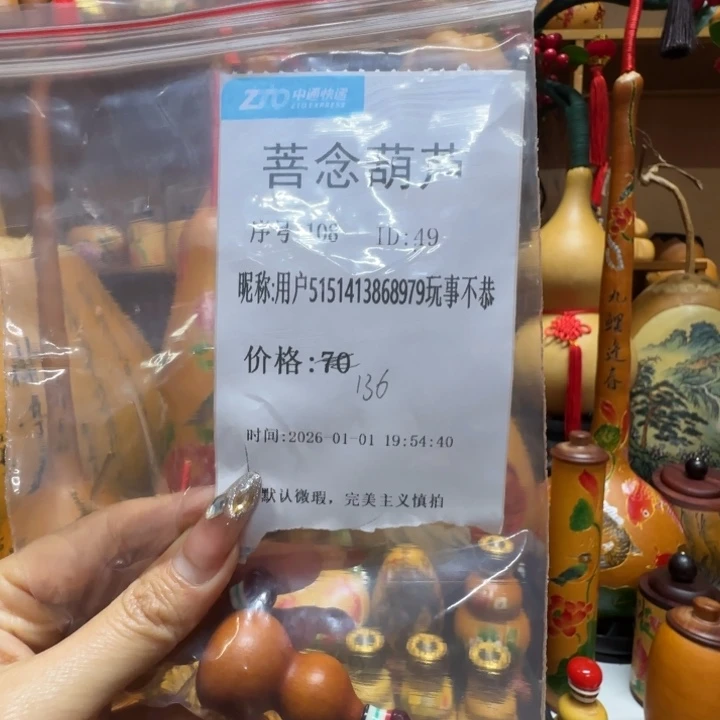 ZTO 中通快递
ZTO EXPRESS
菩念葫芦
序号 108 ID:49
昵称:用户5151413868979玩事不恭
价格:70
136
时间:2026-01-01 19:54:40
默认微瑕，完美主义慎拍